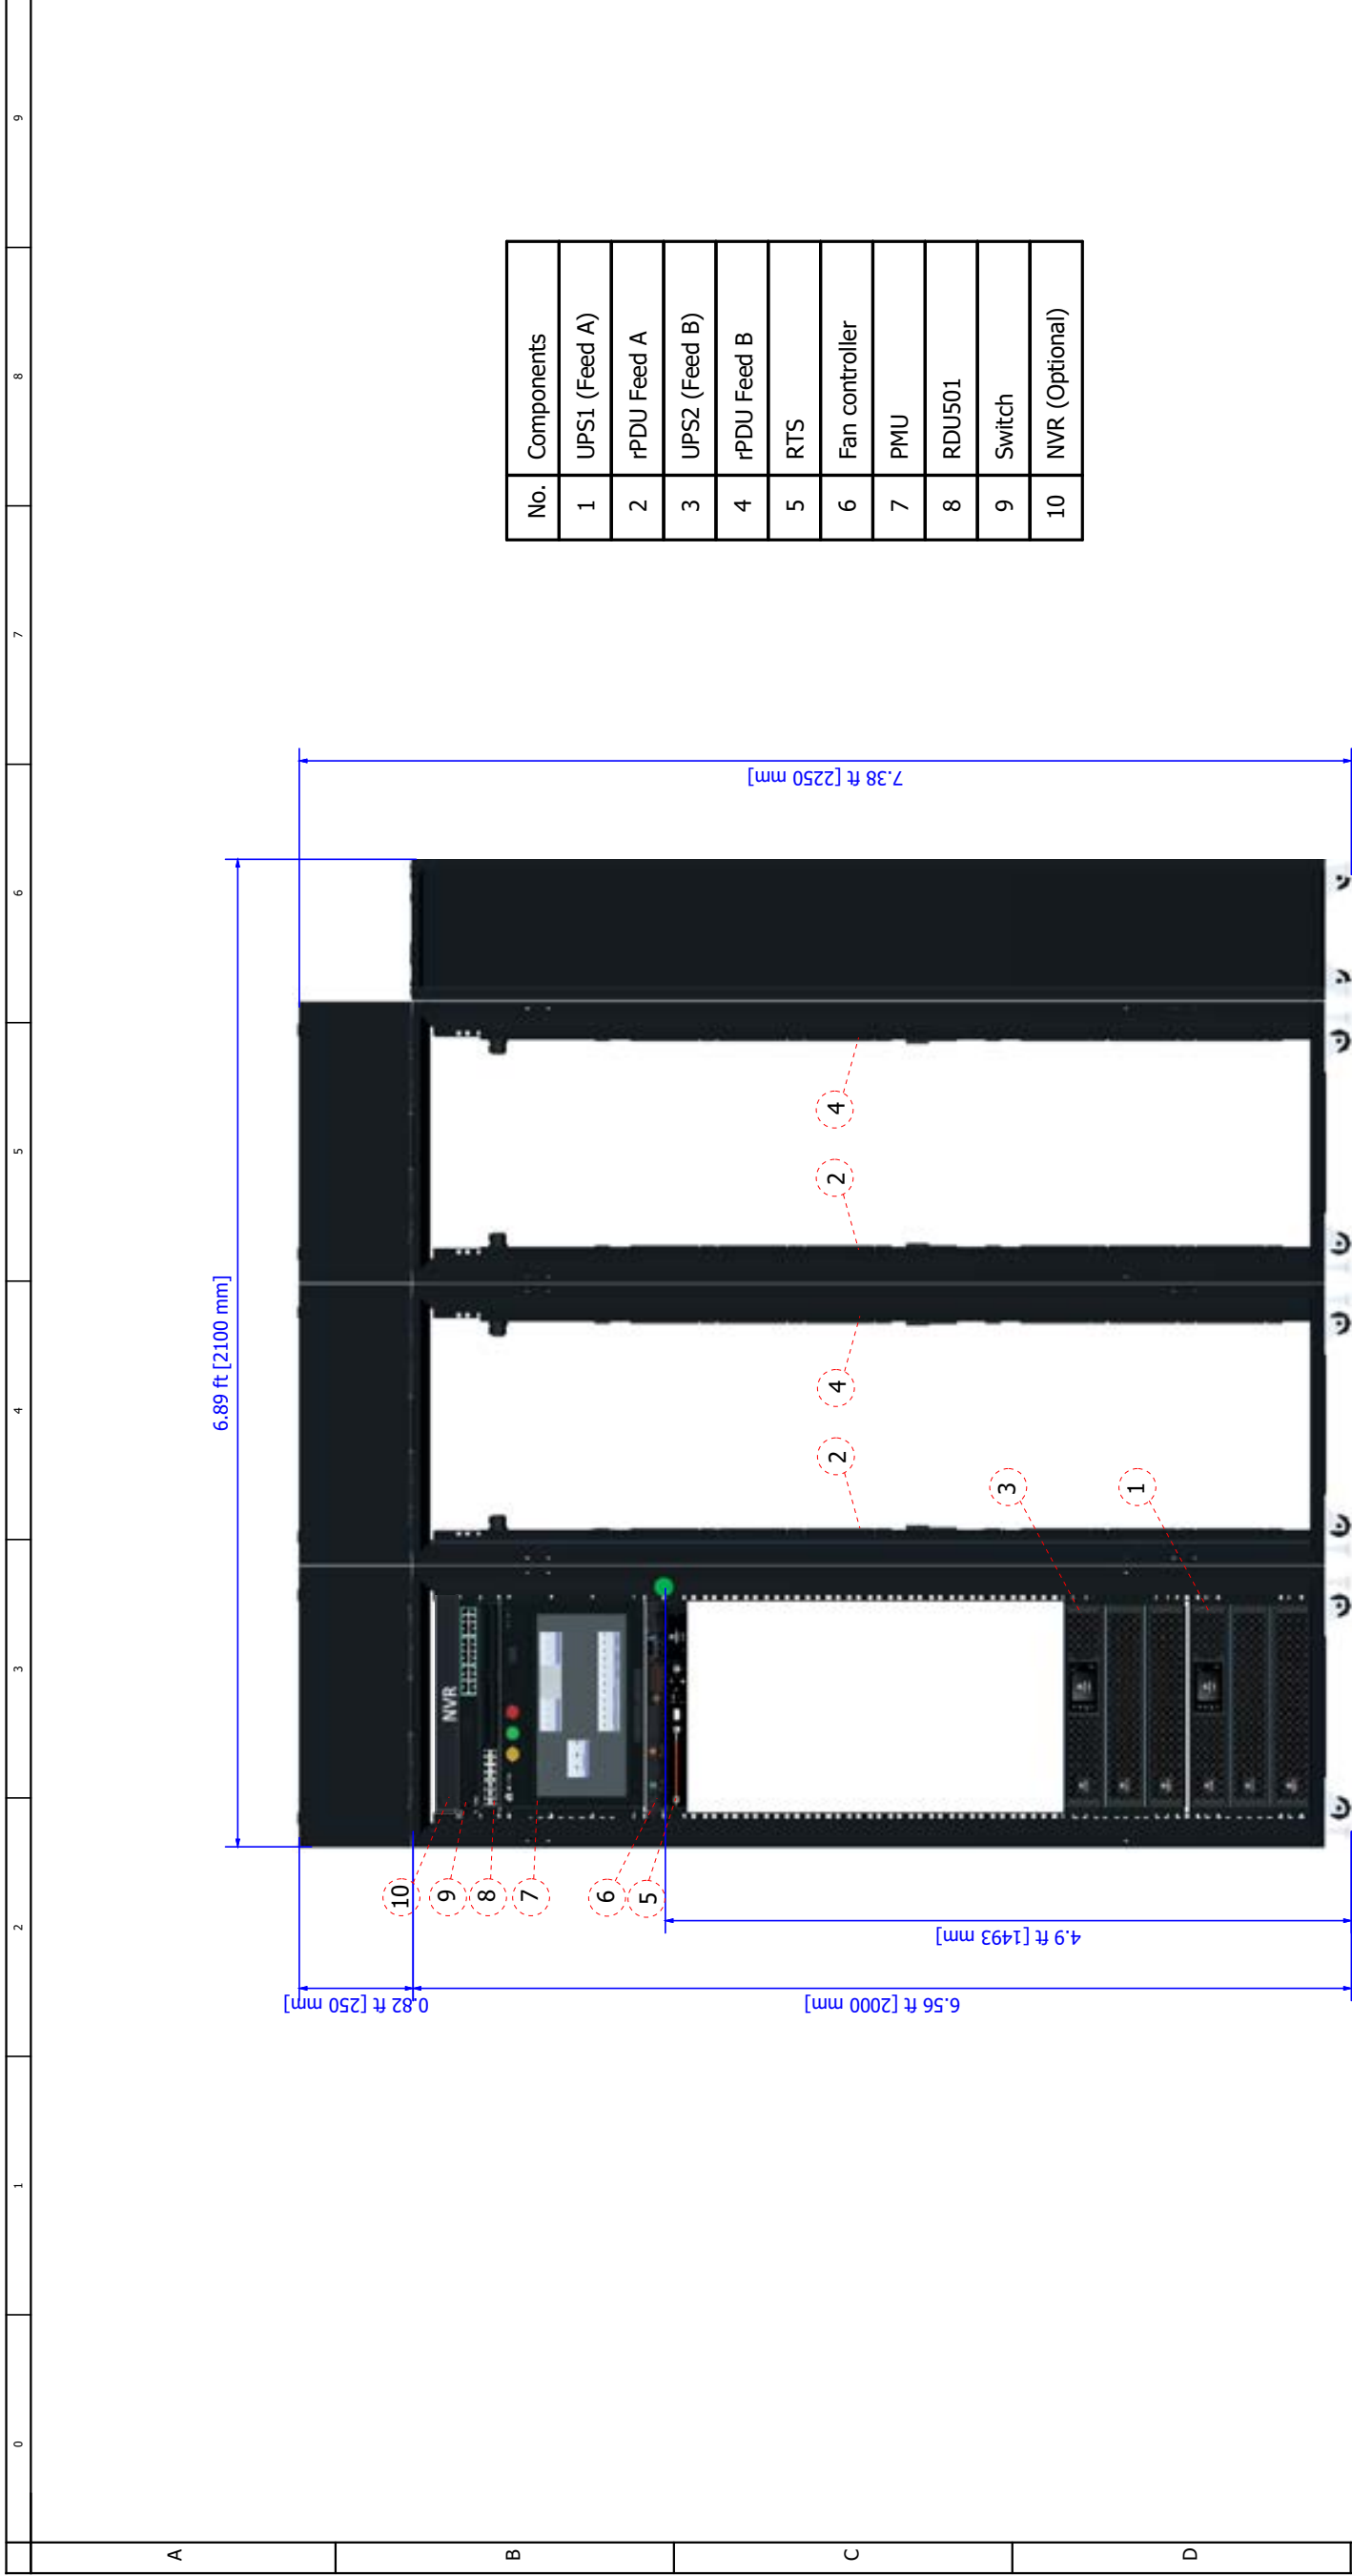 0 1 2 3 4 5 6 7 8 9
A
B
C
D
6.89 ft [2100 mm]
7.38 ft [2250 mm]
0.82 ft [250 mm]
6.56 ft [2000 mm]
4.9 ft [1493 mm]
NVR
10
9
8
7
6
5
2
4
2
4
3
1
No. Components
1 UPS1 (Feed A)
2 rPDU Feed A
3 UPS2 (Feed B)
4 rPDU Feed B
5 RTS
6 Fan controller
7 PMU
8 RDU501
9 Switch
10 NVR (Optional)